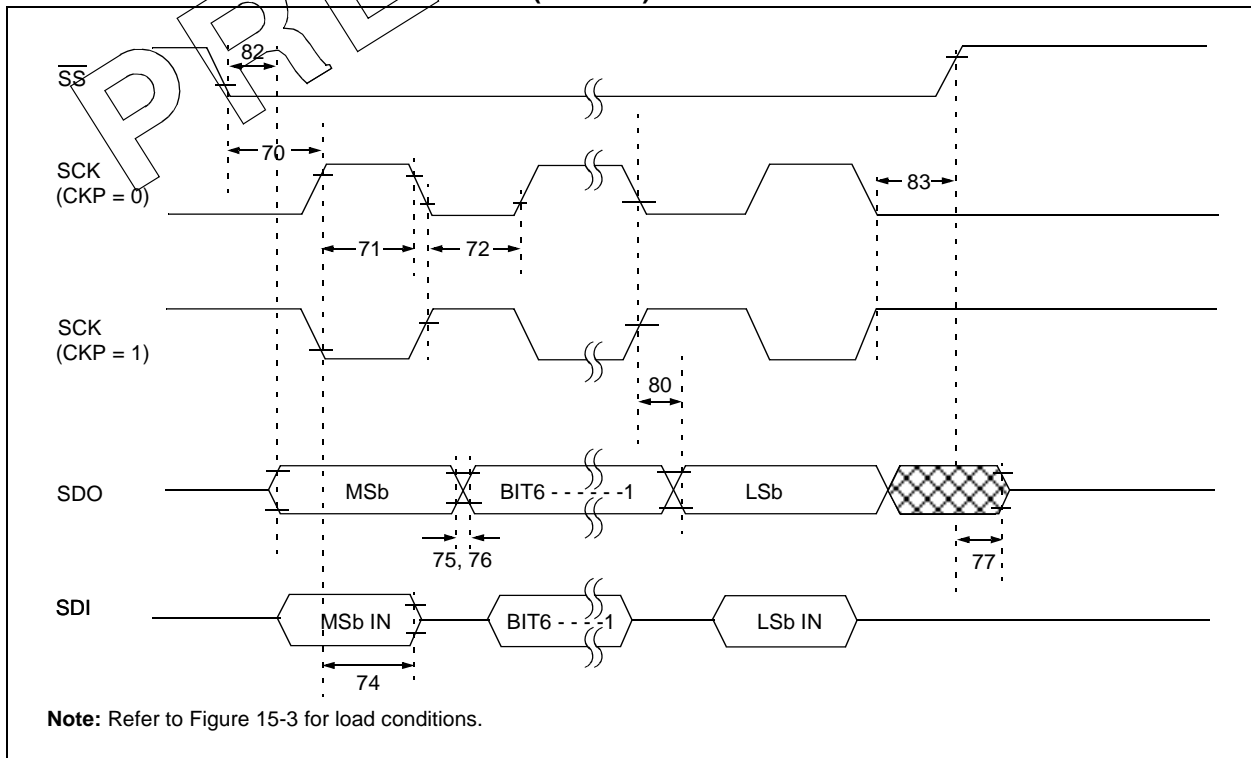 PRE
82
SS
70
SCK
(CKP = 0)
83
71
72
SCK
(CKP = 1)
80
SDO
MSb
BIT6 - - - - - -1
LSb
75, 76
77
SDI
MSb IN
BIT6 - - - -1
LSb IN
74
Note: Refer to Figure 15-3 for load conditions.